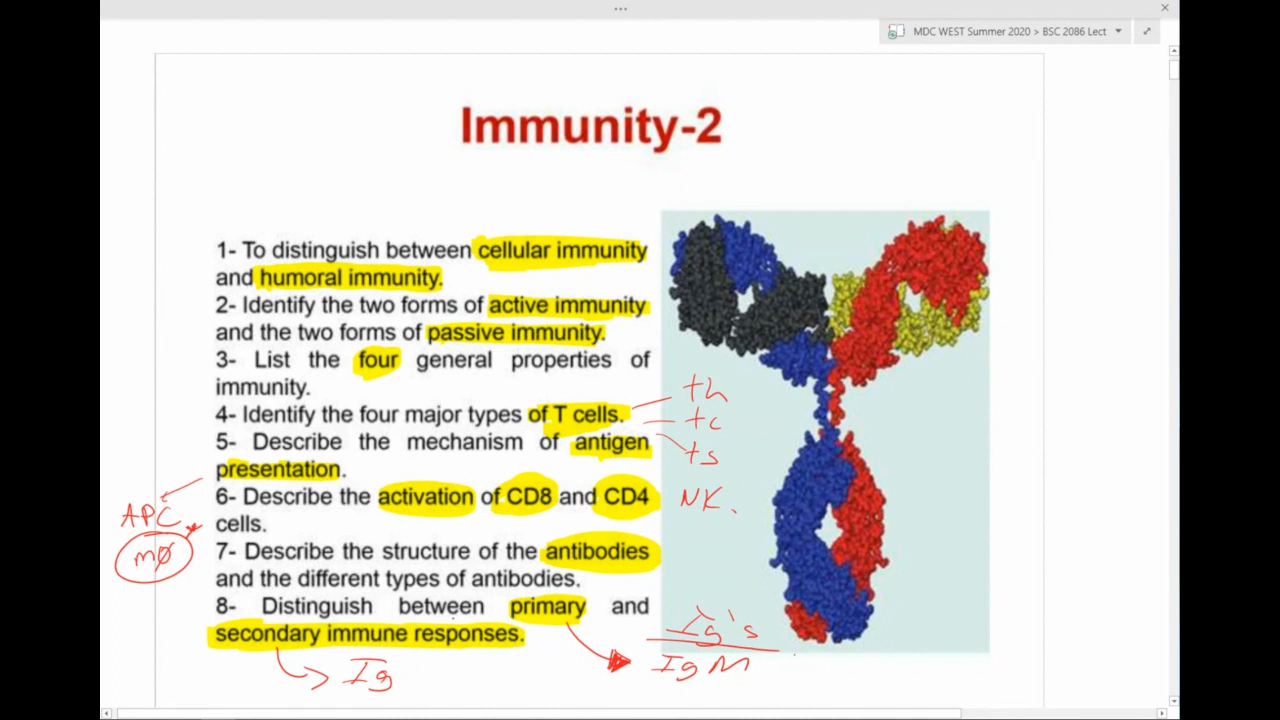 MDC WEST Summer 2020 > BSC 2086 Lect
Immunity-2
1- To distinguish between cellular immunity
and humoral immunity.
2- Identify the two forms of active immunity
and the two forms of passive immunity.
3- List the four general properties of
immunity.
4- Identify the four major types of T cells.
th
tc
5- Describe the mechanism of antigen
ts
presentation.
6- Describe the activation of CD8 and CD4
NK.
APC
cells.
mø
7- Describe the structure of the antibodies
and the different types of antibodies.
8- Distinguish between primary and
secondary immune responses.
Ig's
IgM
Ig